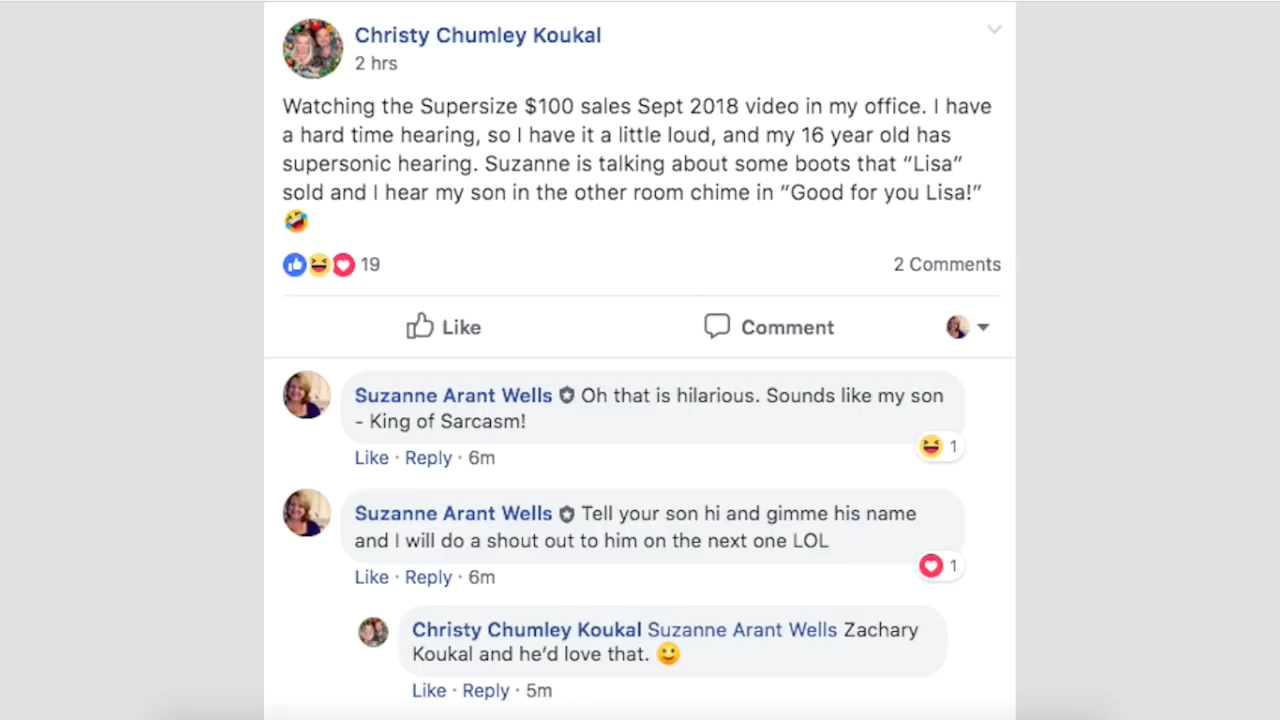 Christy Chumley Koukal
2 hrs
Watching the Supersize $100 sales Sept 2018 video in my office. I have
a hard time hearing, so I have it a little loud, and my 16 year old has
supersonic hearing. Suzanne is talking about some boots that “Lisa”
sold and I hear my son in the other room chime in “Good for you Lisa!”
🤣
19
2 Comments
Like
Comment
Suzanne Arant Wells Oh that is hilarious. Sounds like my son
- King of Sarcasm!
1
Like · Reply · 6m
Suzanne Arant Wells Tell your son hi and gimme his name
and I will do a shout out to him on the next one LOL
1
Like · Reply · 6m
Christy Chumley Koukal Suzanne Arant Wells Zachary
Koukal and he’d love that. 🙂
Like · Reply · 5m